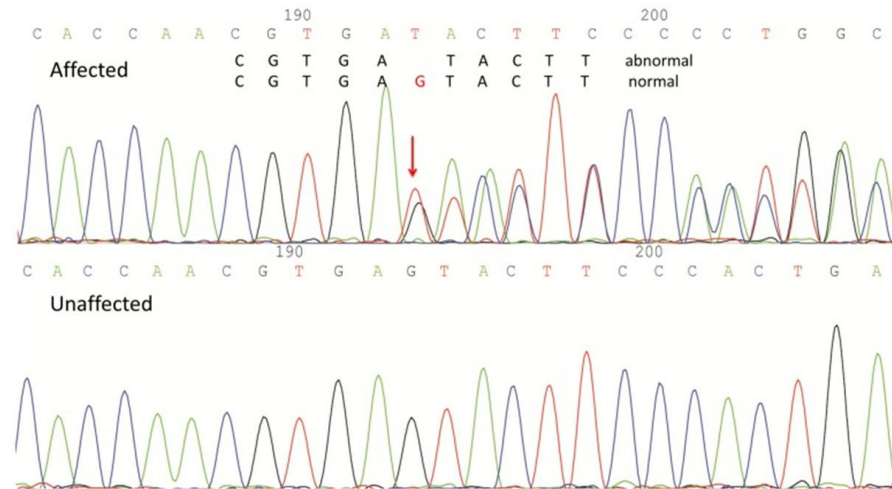 190 200
C A C C A A C G T G A T A C T T C C C C T G G C
C G T G A T A C T T abnormal
Affected
C G T G A G T A C T T normal
190 200
C A C C A A C G T G A G T A C T T C C C A C T G A
Unaffected